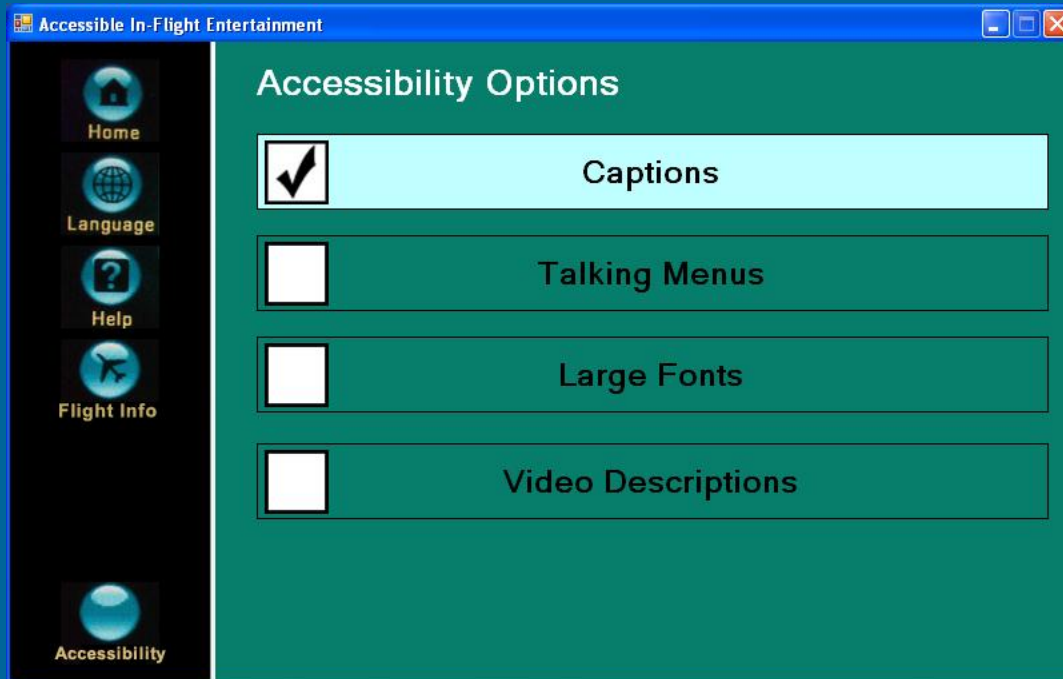 Accessible In-Flight Entertainment
Home
Language
Help
Flight Info
Accessibility
Accessibility Options
Captions
Talking Menus
Large Fonts
Video Descriptions